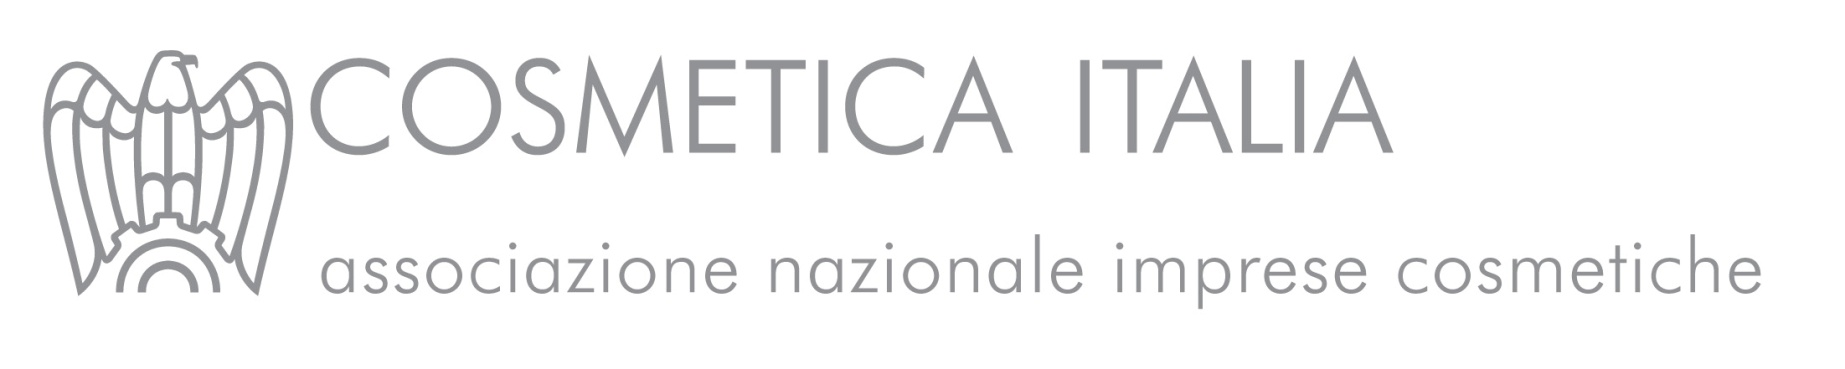 COSMETICA ITALIA
associazione nazionale imprese cosmetiche